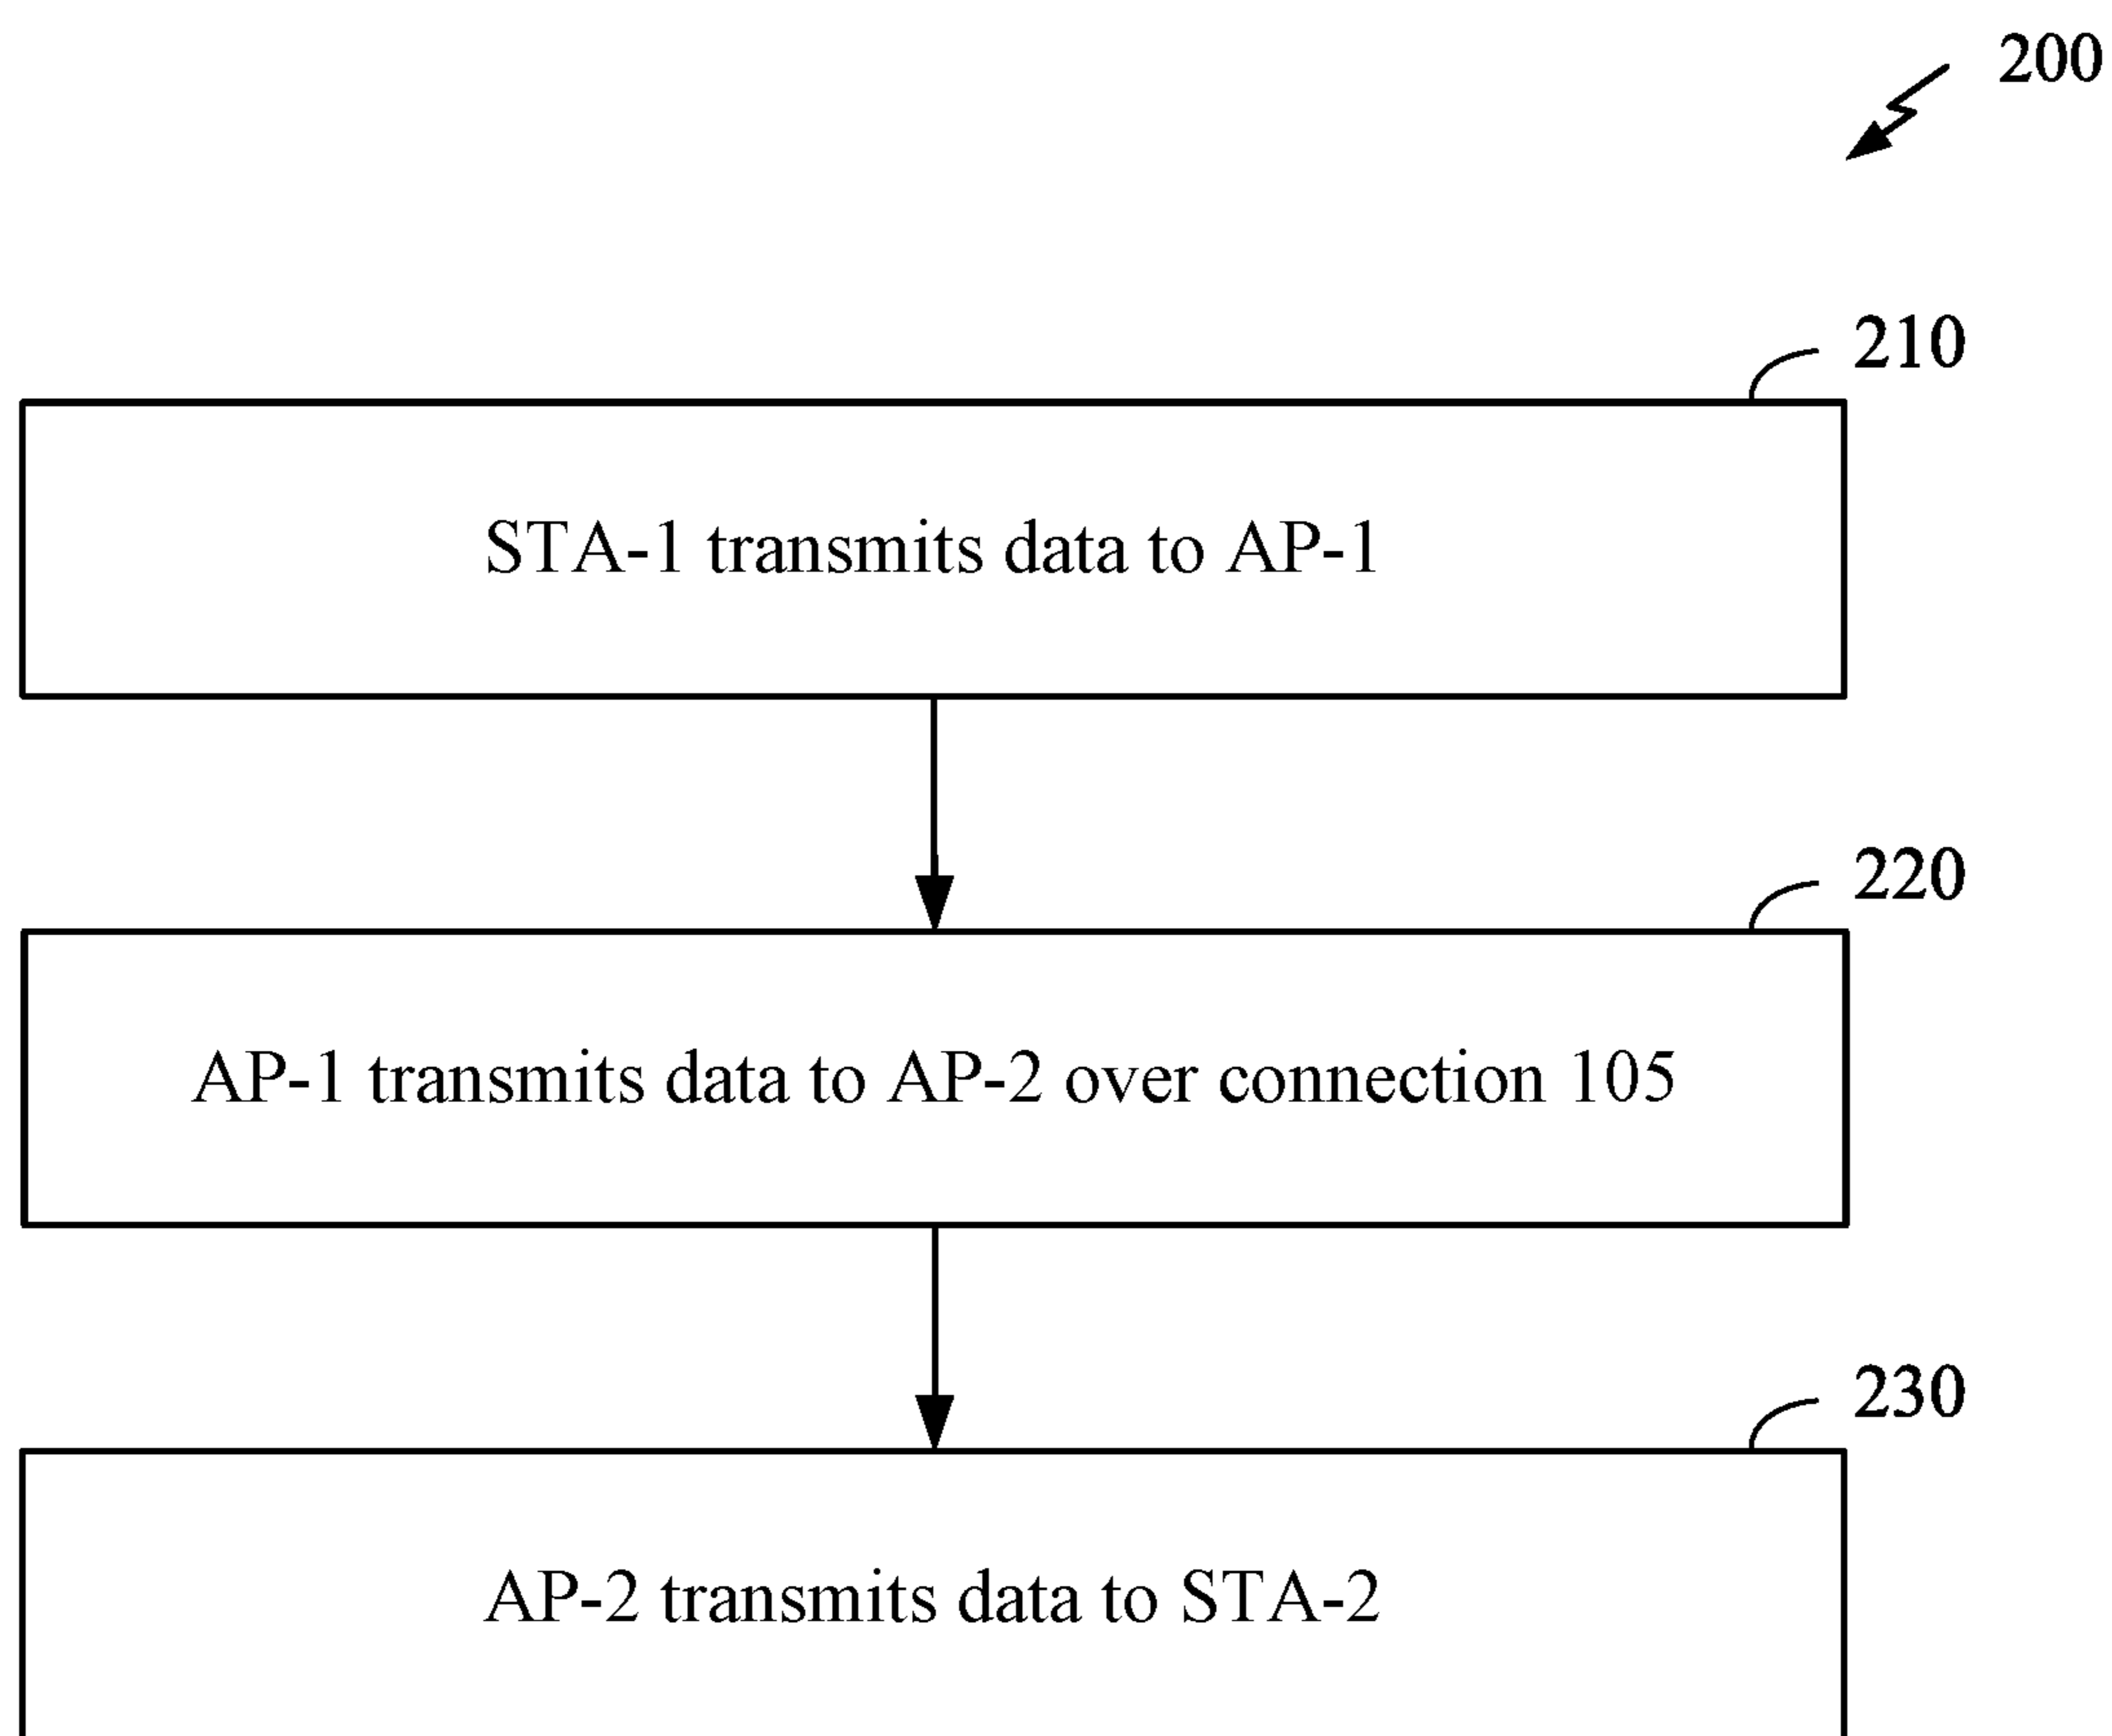 200
210
STA-1 transmits data to AP-1
220
AP-1 transmits data to AP-2 over connection 105
230
AP-2 transmits data to STA-2